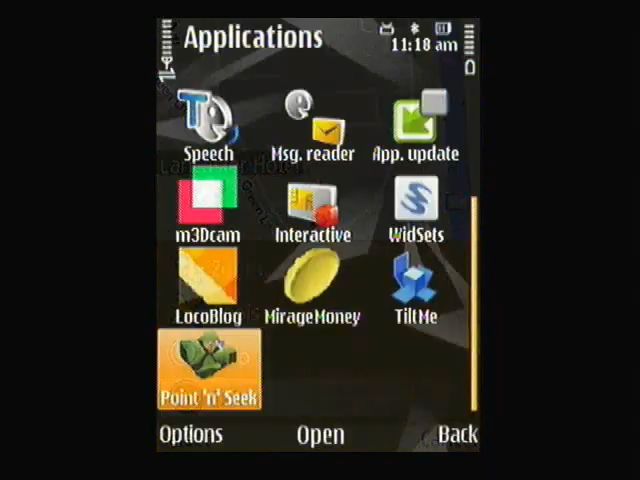 Applications
11:18 am
Speech
Msg. reader
App. update
m3Dcam
Interactive
WidSets
LocoBlog
MirageMoney
TiltMe
Point 'n' Seek
Options
Open
Back